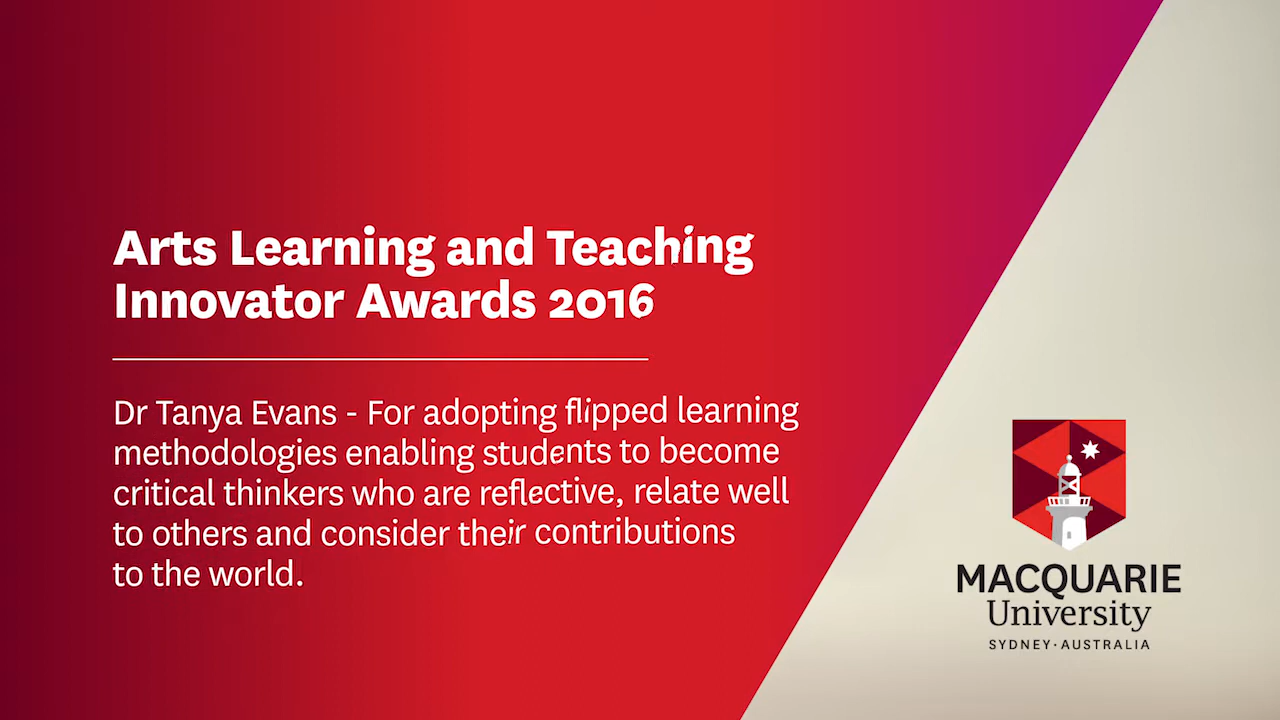 Arts Learning and Teaching
Innovator Awards 2016
Dr Tanya Evans - For adopting flipped learning
methodologies enabling students to become
critical thinkers who are reflective, relate well
to others and consider their contributions
to the world.
MACQUARIE
University
SYDNEY·AUSTRALIA